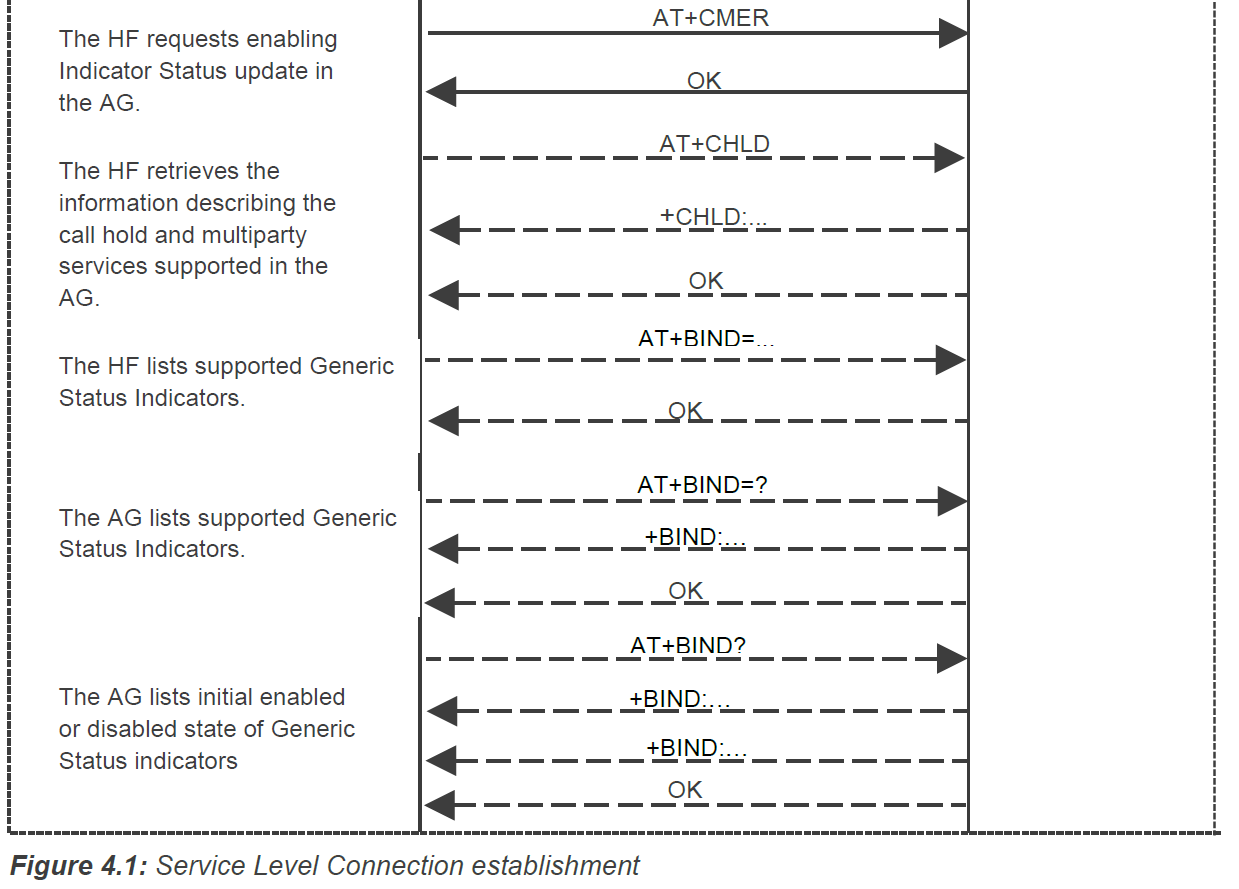 AT+CMER
The HF requests enabling
Indicator Status update in
the AG.
OK
AT+CHLD
The HF retrieves the
information describing the
call hold and multiparty
services supported in the
AG.
+CHLD:...
OK
AT+BIND=...
The HF lists supported Generic
Status Indicators.
OK
AT+BIND=?
The AG lists supported Generic
Status Indicators.
+BIND:...
OK
AT+BIND?
The AG lists initial enabled
or disabled state of Generic
Status indicators
+BIND:...
+BIND:...
OK
Figure 4.1: Service Level Connection establishment